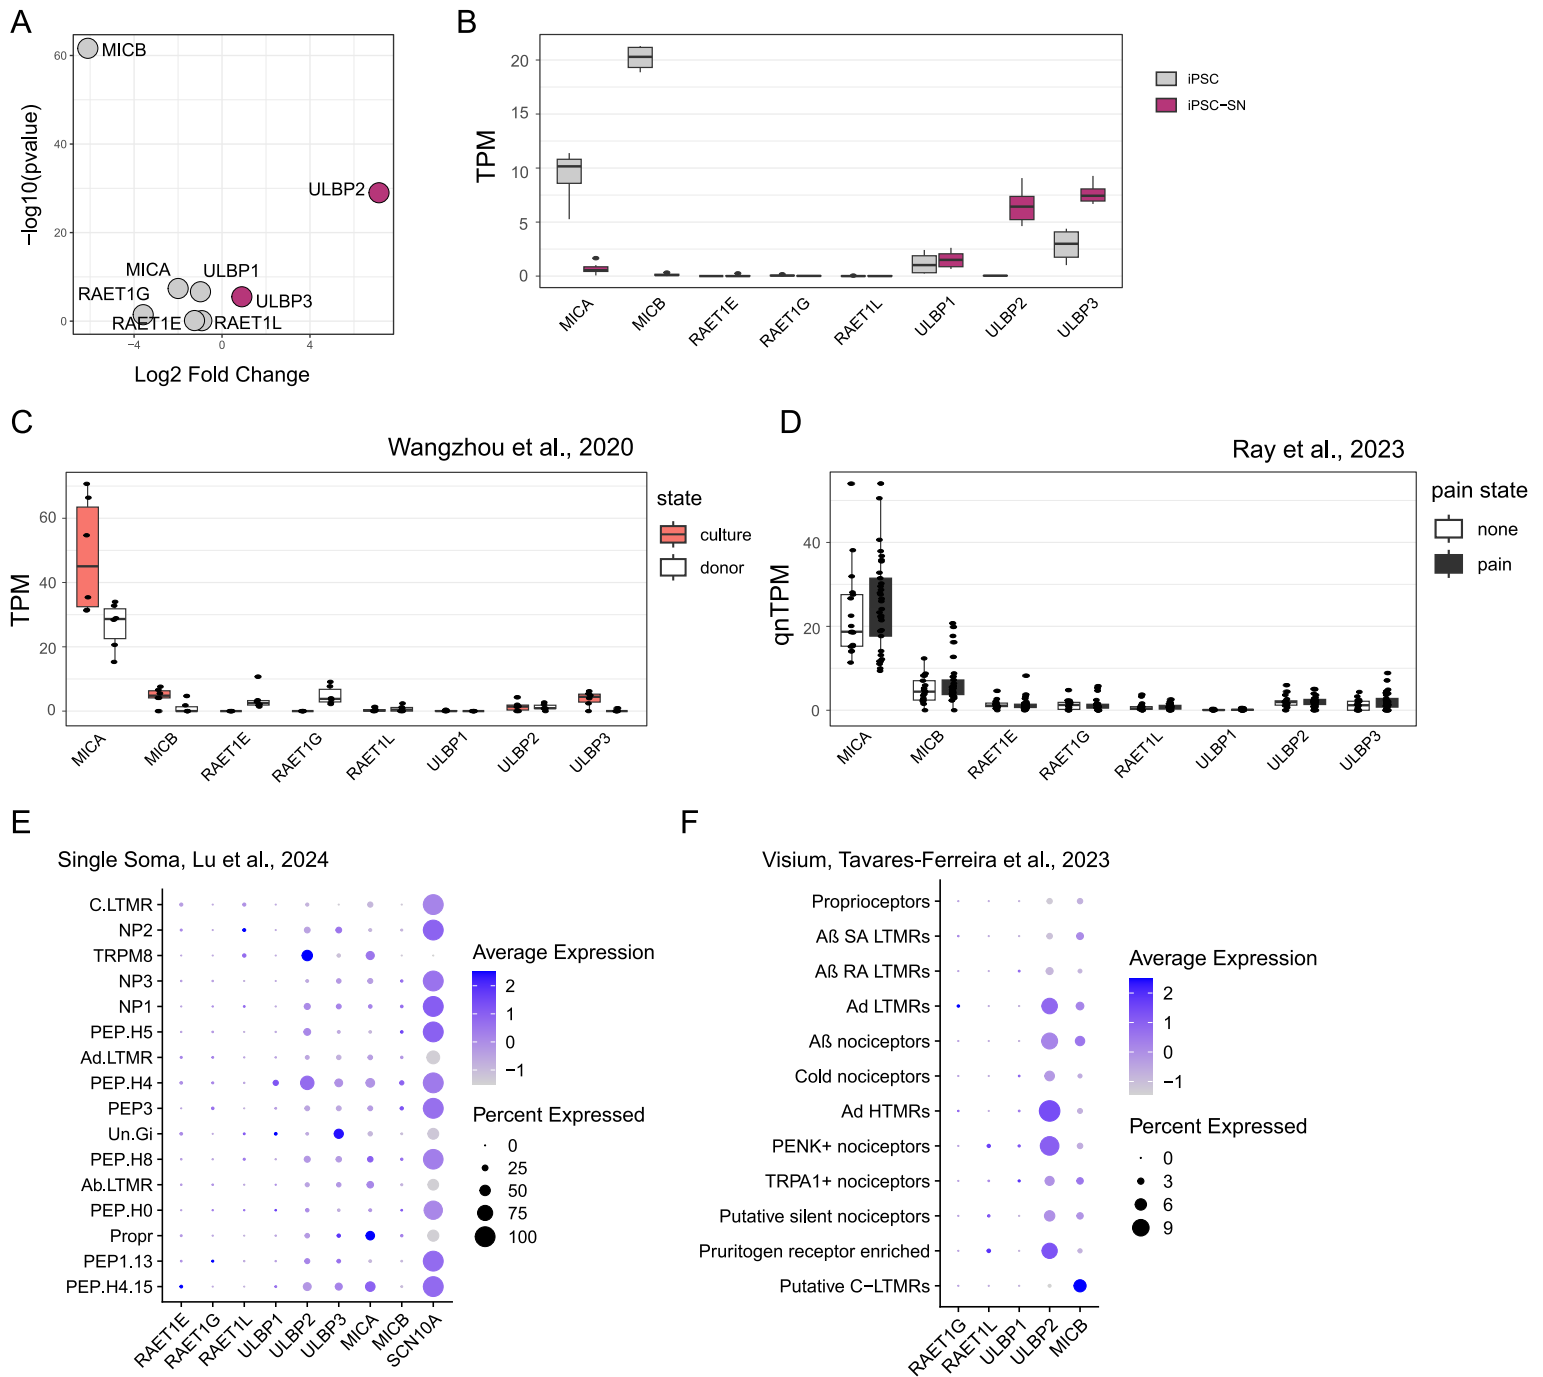 A
60
40
20
0
−4
0
4
−log10(pvalue)
Log2 Fold Change
MICB
ULBP2
MICA
ULBP1
RAET1G
ULBP3
RAET1E
RAET1L
B
20
15
10
5
0
TPM
MICA
MICB
RAET1E
RAET1G
RAET1L
ULBP1
ULBP2
ULBP3
iPSC
iPSC−SN
C
Wangzhou et al., 2020
60
40
20
0
TPM
MICA
MICB
RAET1E
RAET1G
RAET1L
ULBP1
ULBP2
ULBP3
state
culture
donor
D
Ray et al., 2023
40
20
0
qnTPM
MICA
MICB
RAET1E
RAET1G
RAET1L
ULBP1
ULBP2
ULBP3
pain state
none
pain
E
Single Soma, Lu et al., 2024
C.LTMR
NP2
TRPM8
NP3
NP1
PEP.H5
Ad.LTMR
PEP.H4
PEP3
Un.Gi
PEP.H8
Ab.LTMR
PEP.H0
Propr
PEP1.13
PEP.H4.15
RAET1E
RAET1G
RAET1L
ULBP1
ULBP2
ULBP3
MICA
MICB
SCN10A
Average Expression
2
1
0
−1
Percent Expressed
0
25
50
75
100
F
Visium, Tavares-Ferreira et al., 2023
Proprioceptors
Aß SA LTMRs
Aß RA LTMRs
Ad LTMRs
Aß nociceptors
Cold nociceptors
Ad HTMRs
PENK+ nociceptors
TRPA1+ nociceptors
Putative silent nociceptors
Pruritogen receptor enriched
Putative C−LTMRs
RAET1G
RAET1L
ULBP1
ULBP2
MICB
Average Expression
2
1
0
−1
Percent Expressed
0
3
6
9